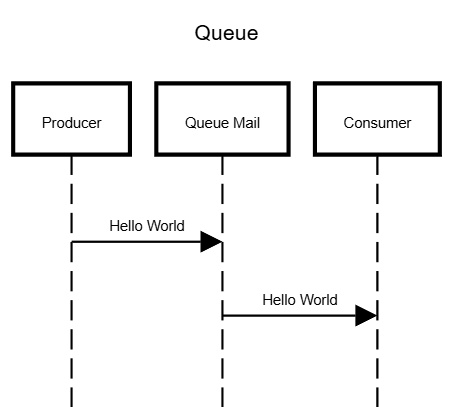 Queue
Producer
Queue Mail
Consumer
Hello World
Hello World